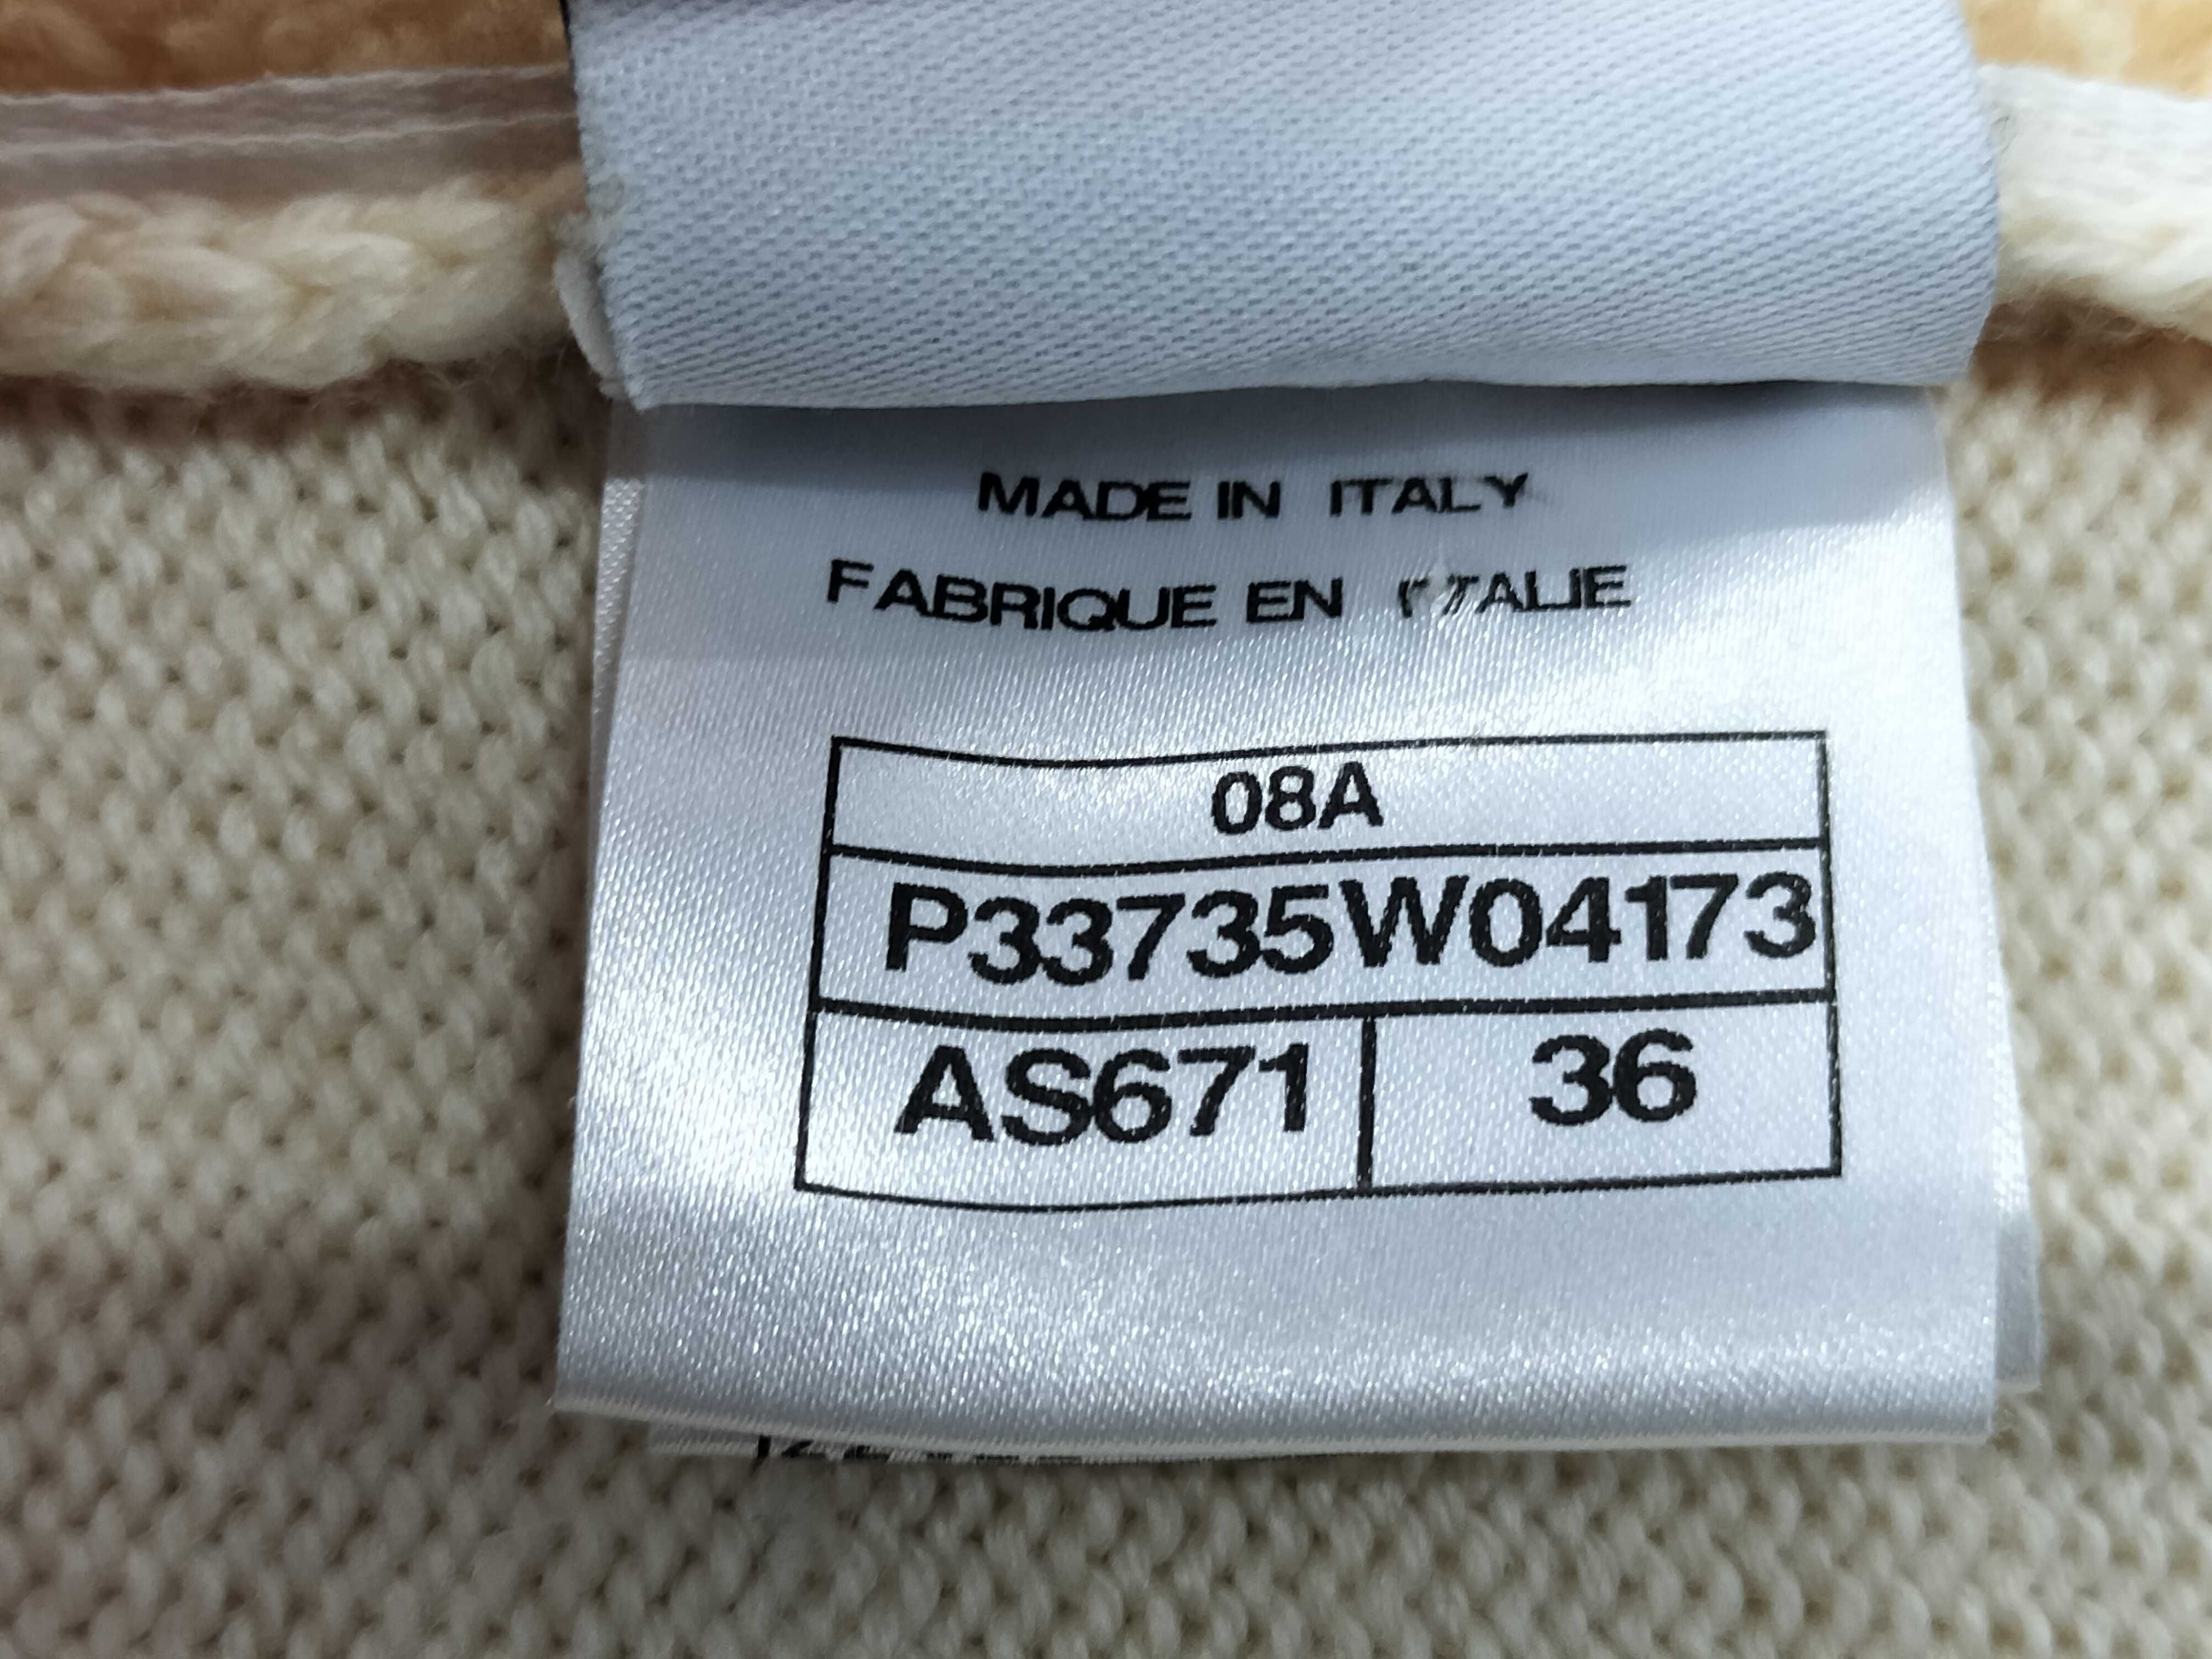 MADE IN ITALY
FABRIQUE EN ITALIE
08A
P33735W04173
AS671 36